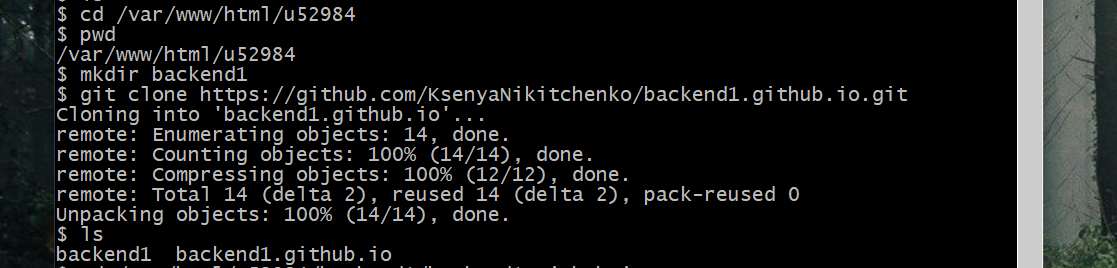 $ cd /var/www/html/u52984
$ pwd
/var/www/html/u52984
$ mkdir backend1
$ git clone https://github.com/KsenyaNikitchenko/backend1.github.io.git
Cloning into 'backend1.github.io'...
remote: Enumerating objects: 14, done.
remote: Counting objects: 100% (14/14), done.
remote: Compressing objects: 100% (12/12), done.
remote: Total 14 (delta 2), reused 14 (delta 2), pack-reused 0
Unpacking objects: 100% (14/14), done.
$ ls
backend1  backend1.github.io